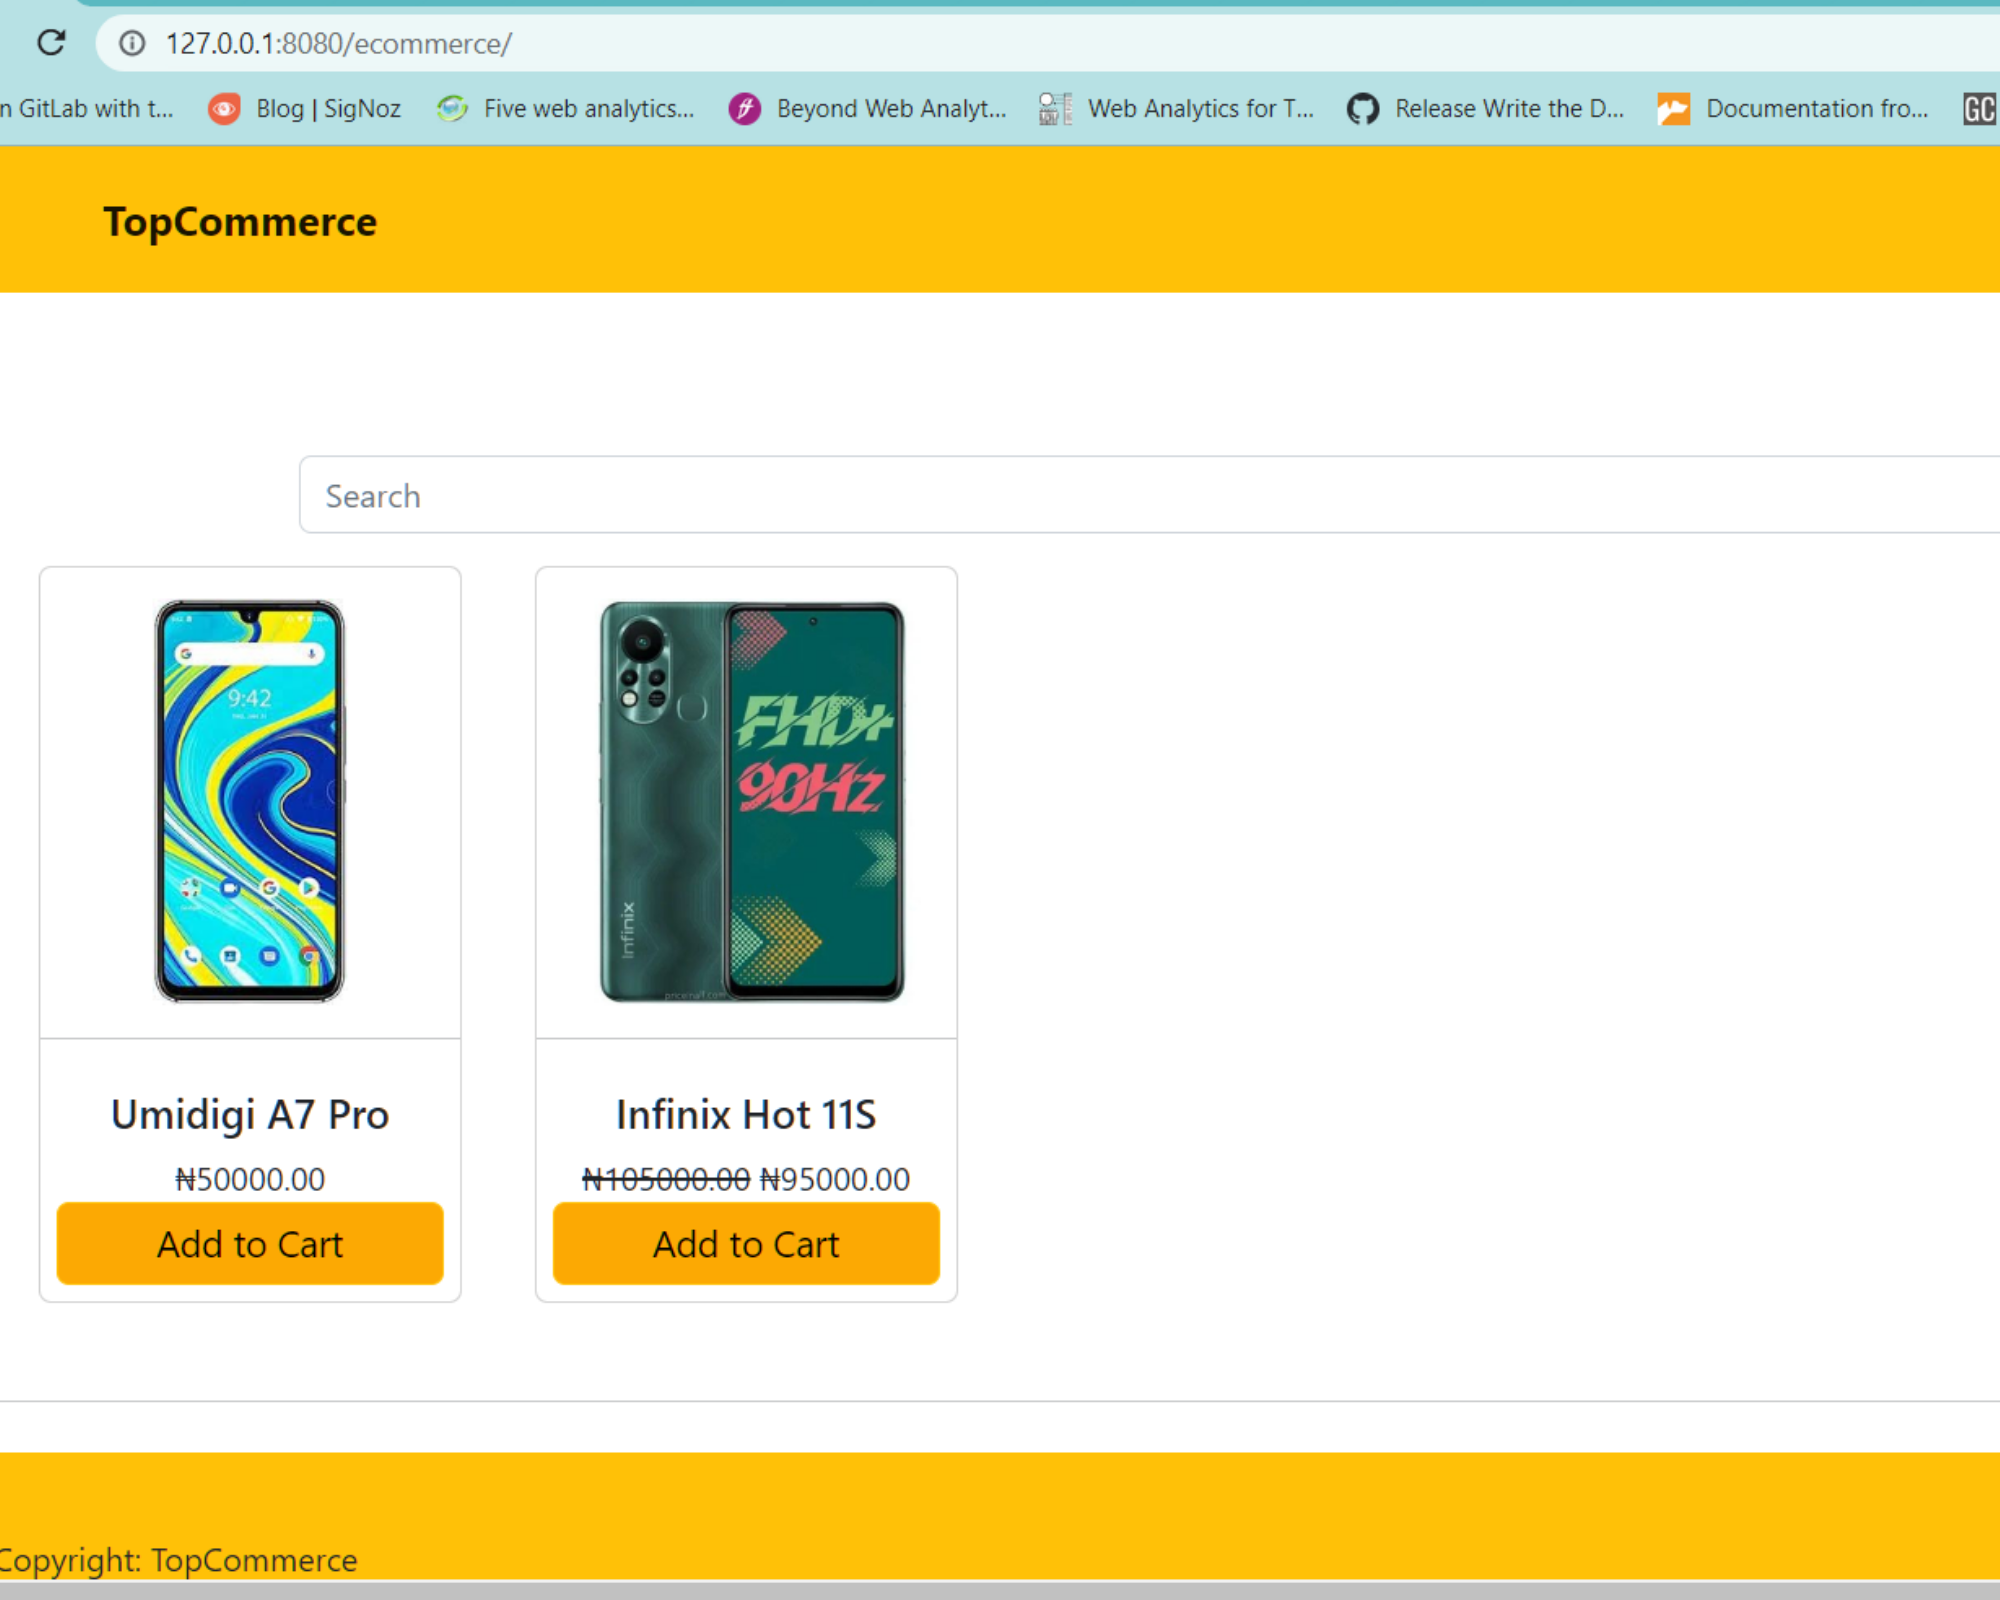 127.0.0.1:8080/ecommerce/
n GitLab with t... Blog | SigNoz Five web analytics... Beyond Web Analyt... Web Analytics for T... Release Write the D... Documentation fro... GC
TopCommerce
Search
9:42
FHD+
90Hz
Infinix
Umidigi A7 Pro
₦50000.00
Add to Cart
Infinix Hot 11S
₦105000.00 ₦95000.00
Add to Cart
Copyright: TopCommerce